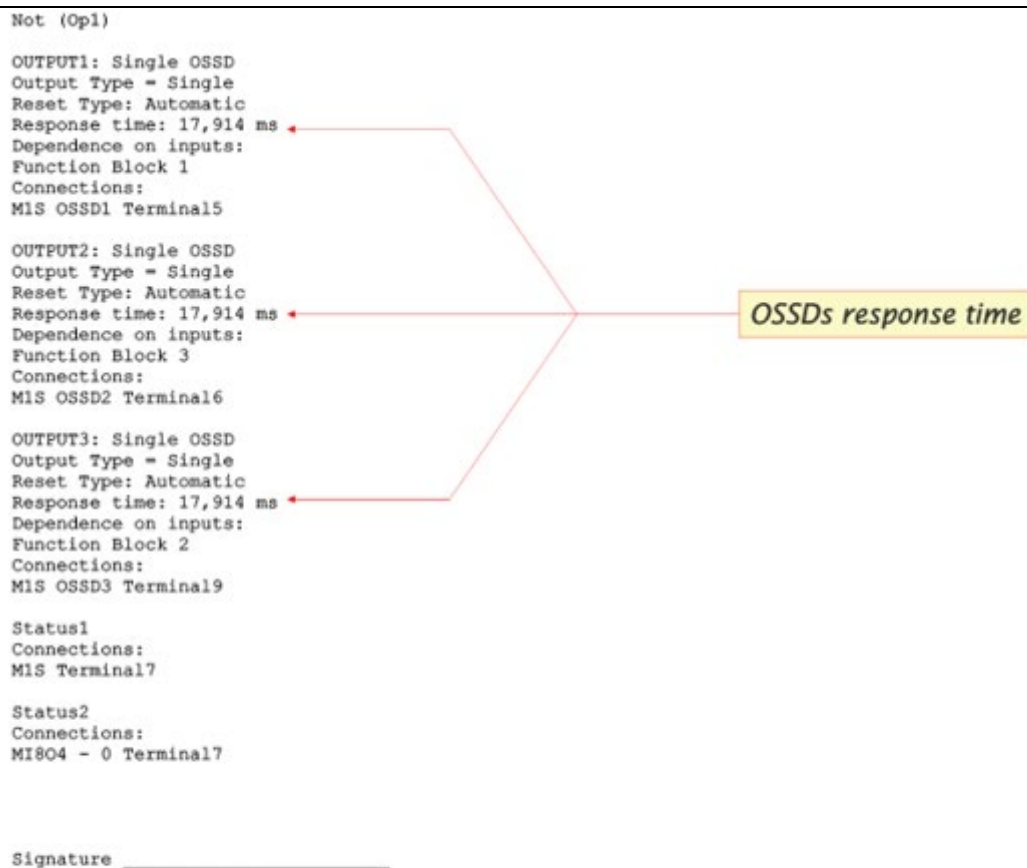 Not (Op1)
OUTPUT1: Single OSSD
Output Type = Single
Reset Type: Automatic
Response time: 17,914 ms
Dependence on inputs:
Function Block 1
Connections:
M1S OSSD1 Terminal5
OUTPUT2: Single OSSD
Output Type = Single
Reset Type: Automatic
Response time: 17,914 ms
Dependence on inputs:
Function Block 3
Connections:
M1S OSSD2 Terminal6
OUTPUT3: Single OSSD
Output Type = Single
Reset Type: Automatic
Response time: 17,914 ms
Dependence on inputs:
Function Block 2
Connections:
M1S OSSD3 Terminal9
Status1
Connections:
M1S Terminal7
Status2
Connections:
MI8O4 - 0 Terminal7
Signature
OSSDs response time